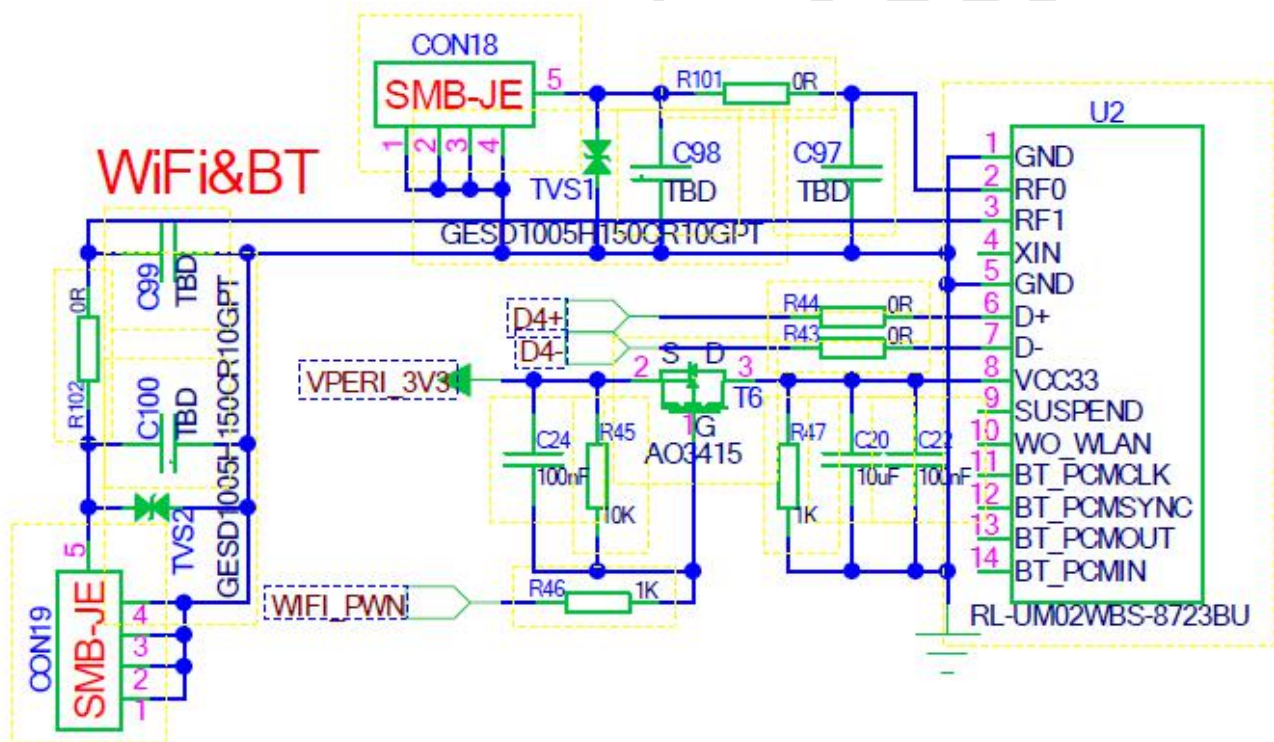 CON18
SMB-JE
5
1
2
3
4
R101
0R
U2
WiFi&BT
TVS1
C98
TBD
C97
TBD
GESD1005H150CR10GPT
1
GND
2
RF0
3
RF1
4
XIN
5
GND
6
D+
7
D-
8
VCC33
9
SUSPEND
10
WO_WLAN
11
BT_PCMCLK
12
BT_PCMSYNC
13
BT_PCMOUT
14
BT_PCMIN
RL-UM02WBS-8723BU
C99
TBD
0R
R102
C100
TBD
GESD1005H150CR10GPT
TVS2
5
CON19
SMB-JE
4
3
2
1
D4+
D4-
R44
0R
R43
0R
VPERI_3V3
2
S
D
3
T6
1
G
AO3415
C24
100nF
R45
10K
R47
1K
C20
10uF
C22
100nF
WIFI_PWN
R46
1K